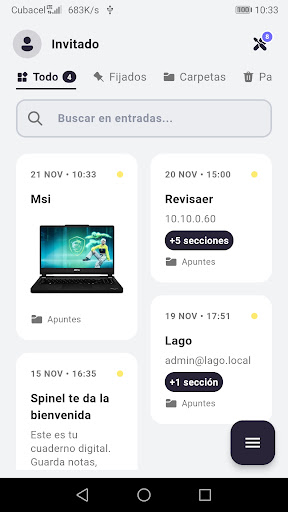 Cubacel 683K/s 100 10:33
Invitado
8
Todo 4 Fijados Carpetas Pa
Buscar en entradas...
21 NOV • 10:33
Msi
Apuntes
20 NOV • 15:00
Revisaer
10.10.0.60
+5 secciones
Apuntes
19 NOV • 17:51
Lago
admin@lago.local
+1 sección
Apuntes
15 NOV • 16:35
Spinel te da la
bienvenida
Este es tu
cuaderno digital.
Guarda notas,